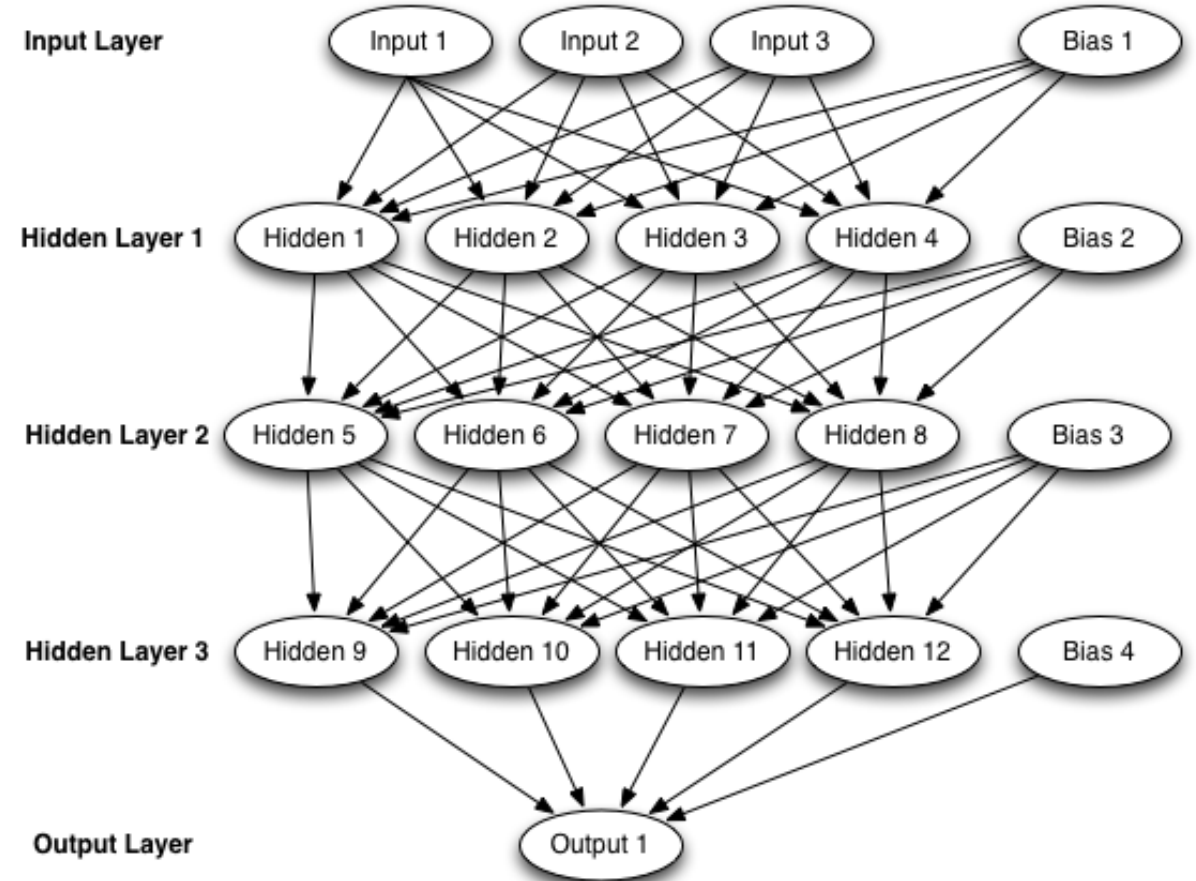 Input Layer
Input 1
Input 2
Input 3
Bias 1
Hidden Layer 1
Hidden 1
Hidden 2
Hidden 3
Hidden 4
Bias 2
Hidden Layer 2
Hidden 5
Hidden 6
Hidden 7
Hidden 8
Bias 3
Hidden Layer 3
Hidden 9
Hidden 10
Hidden 11
Hidden 12
Bias 4
Output Layer
Output 1